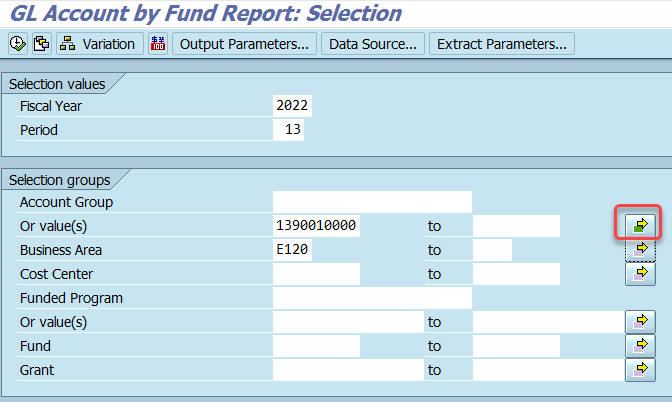 GL Account by Fund Report: Selection
Variation Output Parameters... Data Source... Extract Parameters...
Selection values
Fiscal Year 2022
Period 13
Selection groups
Account Group
Or value(s) 1390010000 to
Business Area E120 to
Cost Center to
Funded Program
Or value(s) to
Fund to
Grant to